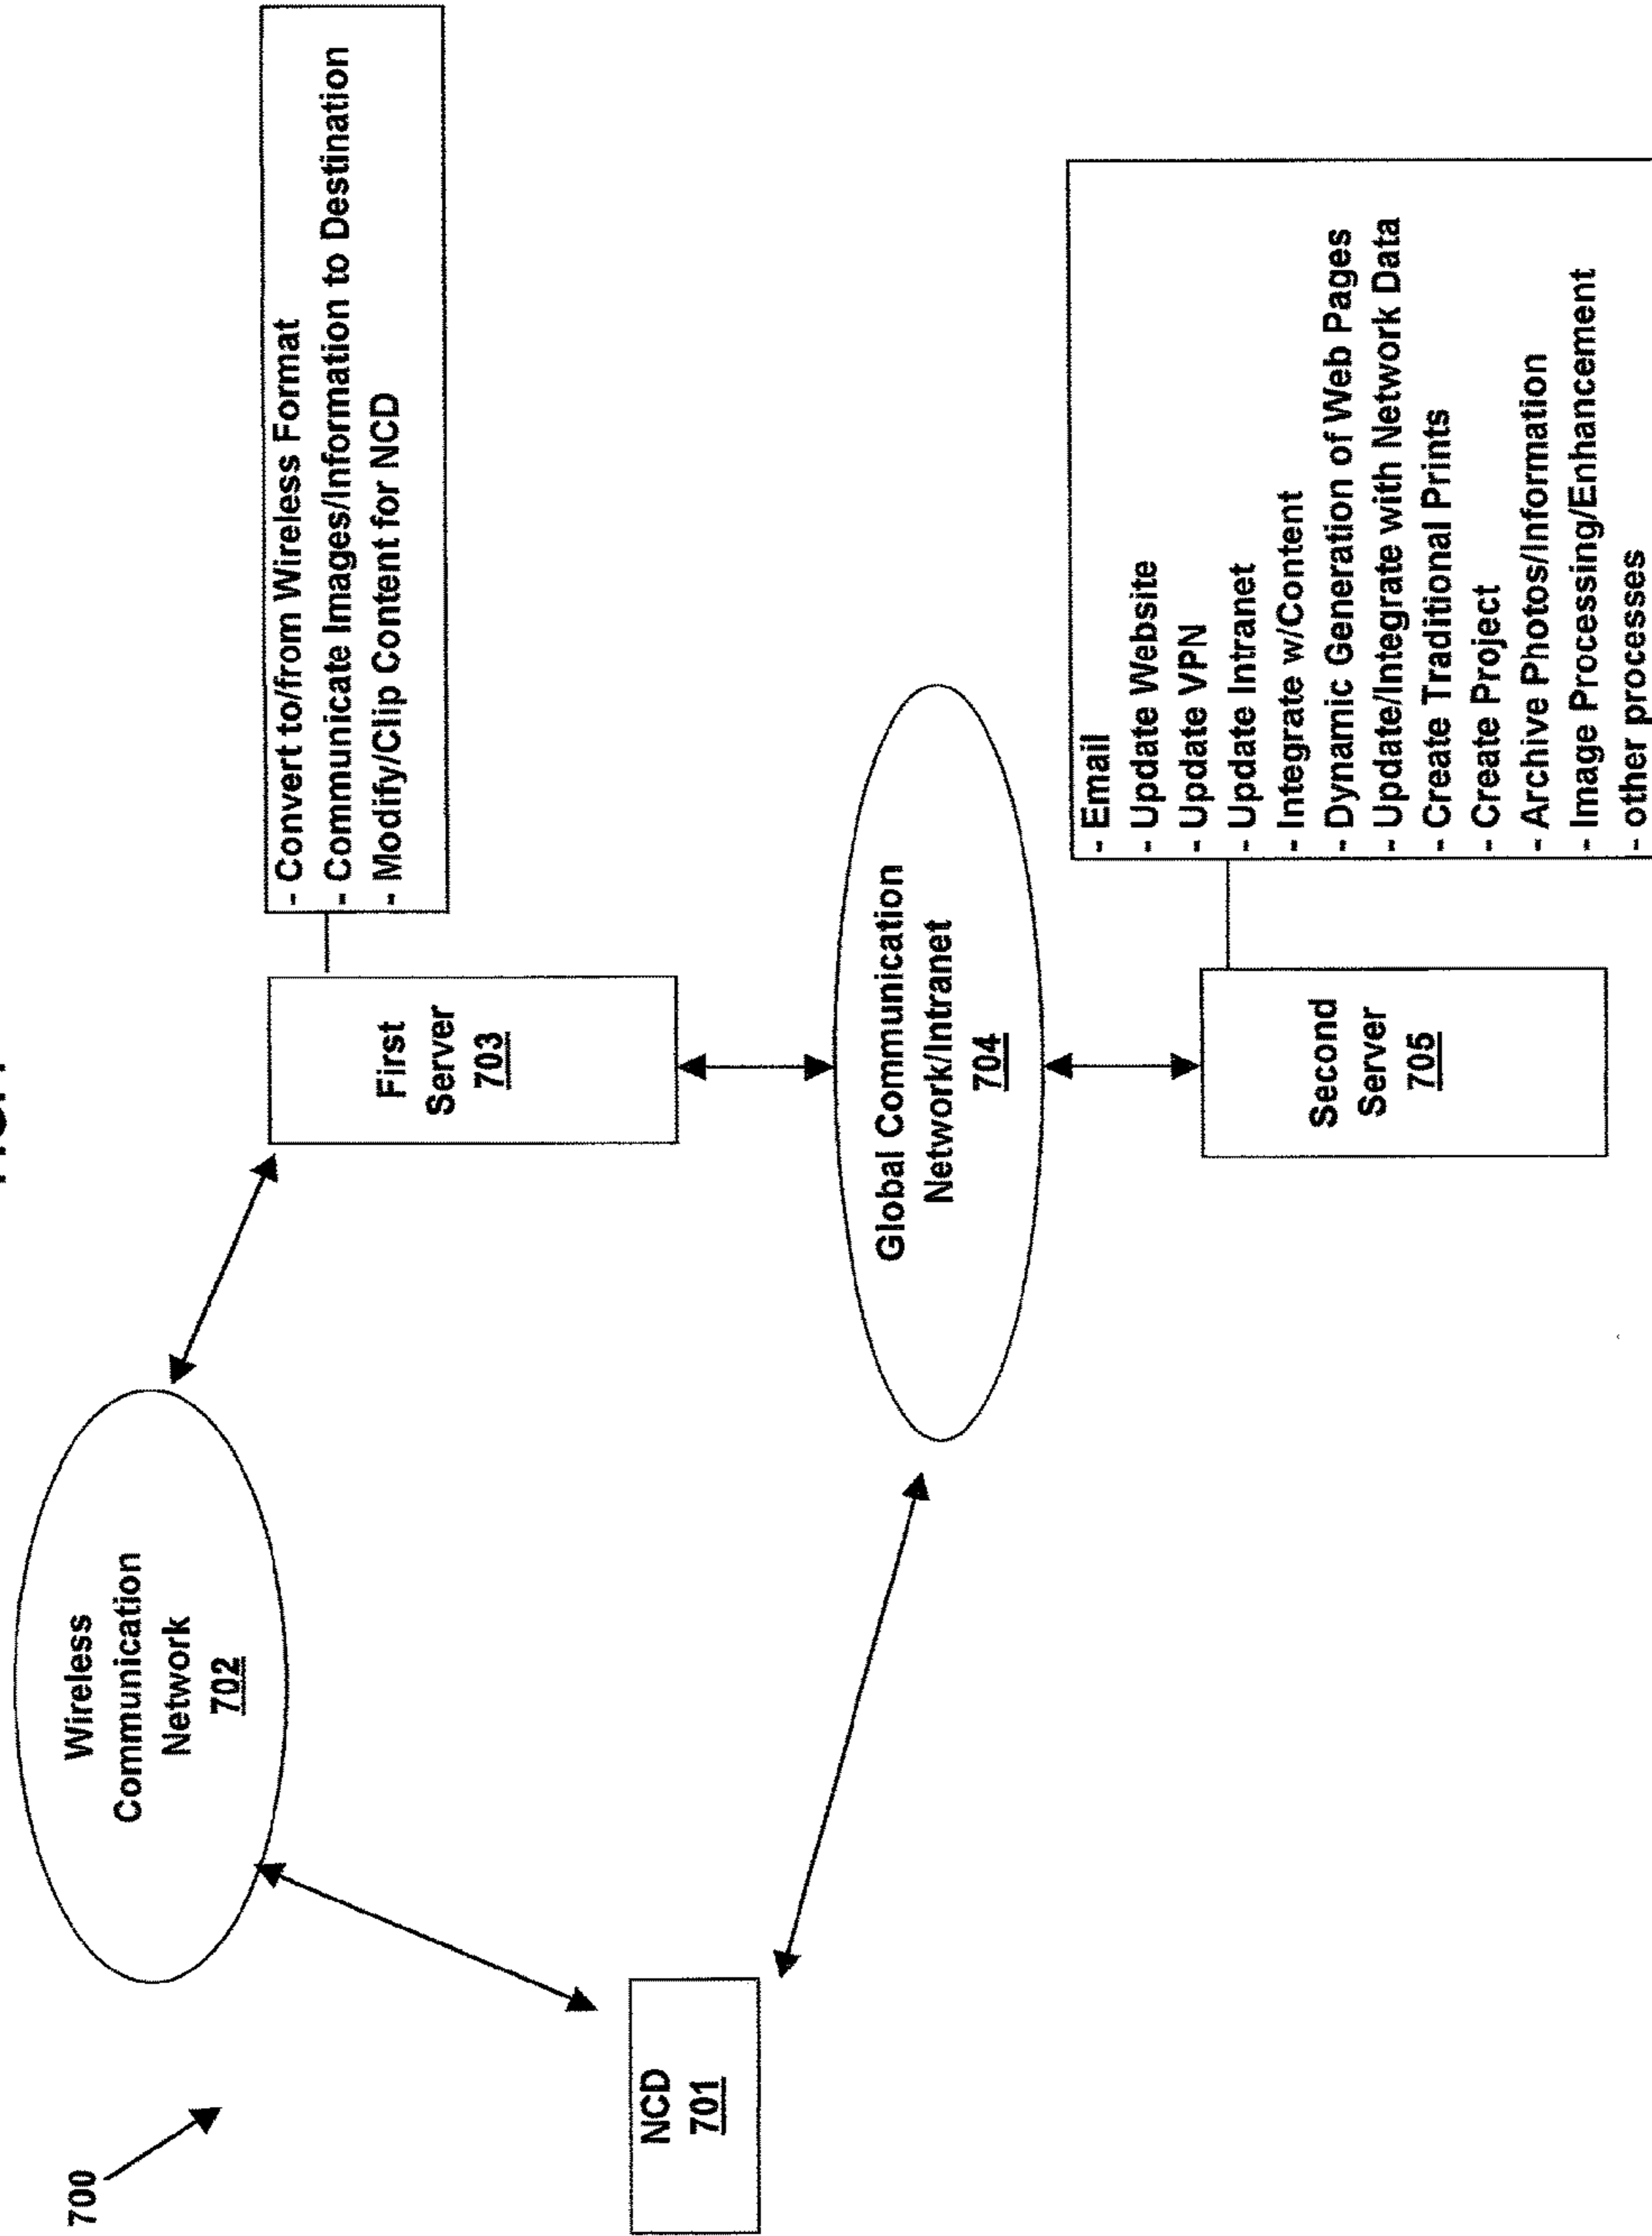 700
Wireless
Communication
Network
702
NCD
701
First
Server
703
- Convert to/from Wireless Format
- Communicate Images/Information to Destination
- Modify/Clip Content for NCD
Global Communication
Network/Intranet
704
Second
Server
705
- Email
- Update Website
- Update VPN
- Update Intranet
- Integrate w/Content
- Dynamic Generation of Web Pages
- Update/Integrate with Network Data
- Create Traditional Prints
- Create Project
- Archive Photos/Information
- Image Processing/Enhancement
- other processes